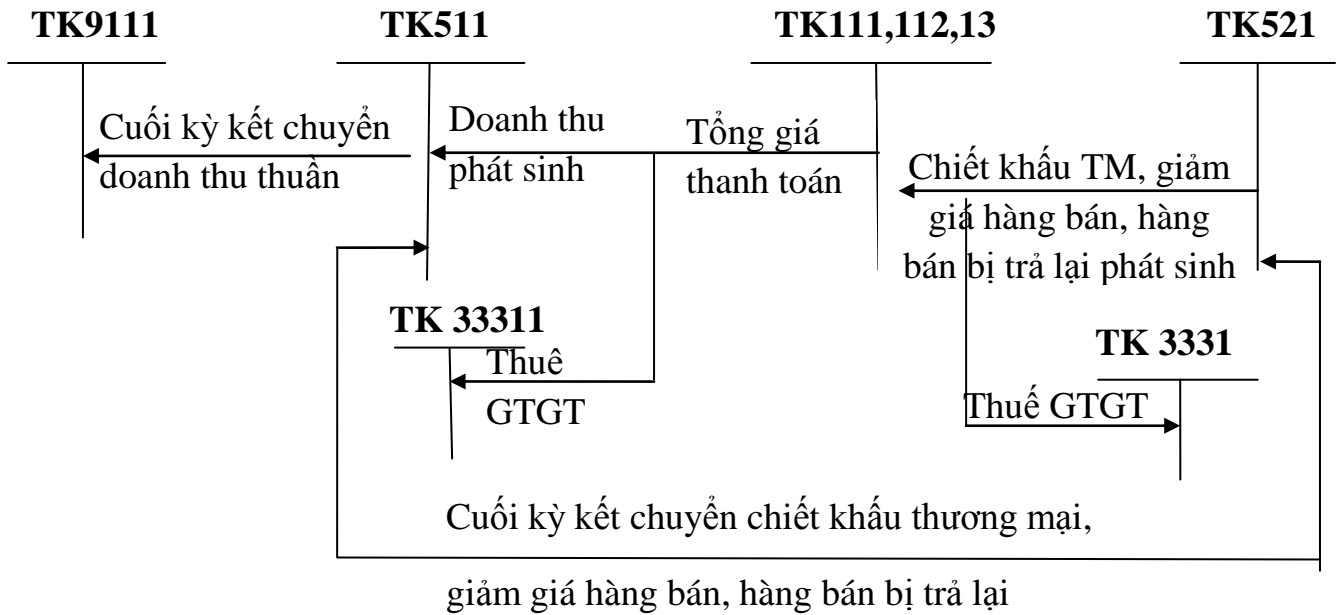 TK9111 TK511 TK111,112,13 TK521
Cuối kỳ kết chuyển
doanh thu thuần
Doanh thu
phát sinh
Tổng giá
thanh toán
Chiết khấu TM, giảm
giá hàng bán, hàng
bán bị trả lại phát sinh
TK 33311
Thuê
GTGT
TK 3331
Thuế GTGT
Cuối kỳ kết chuyển chiết khấu thương mại,
giảm giá hàng bán, hàng bán bị trả lại